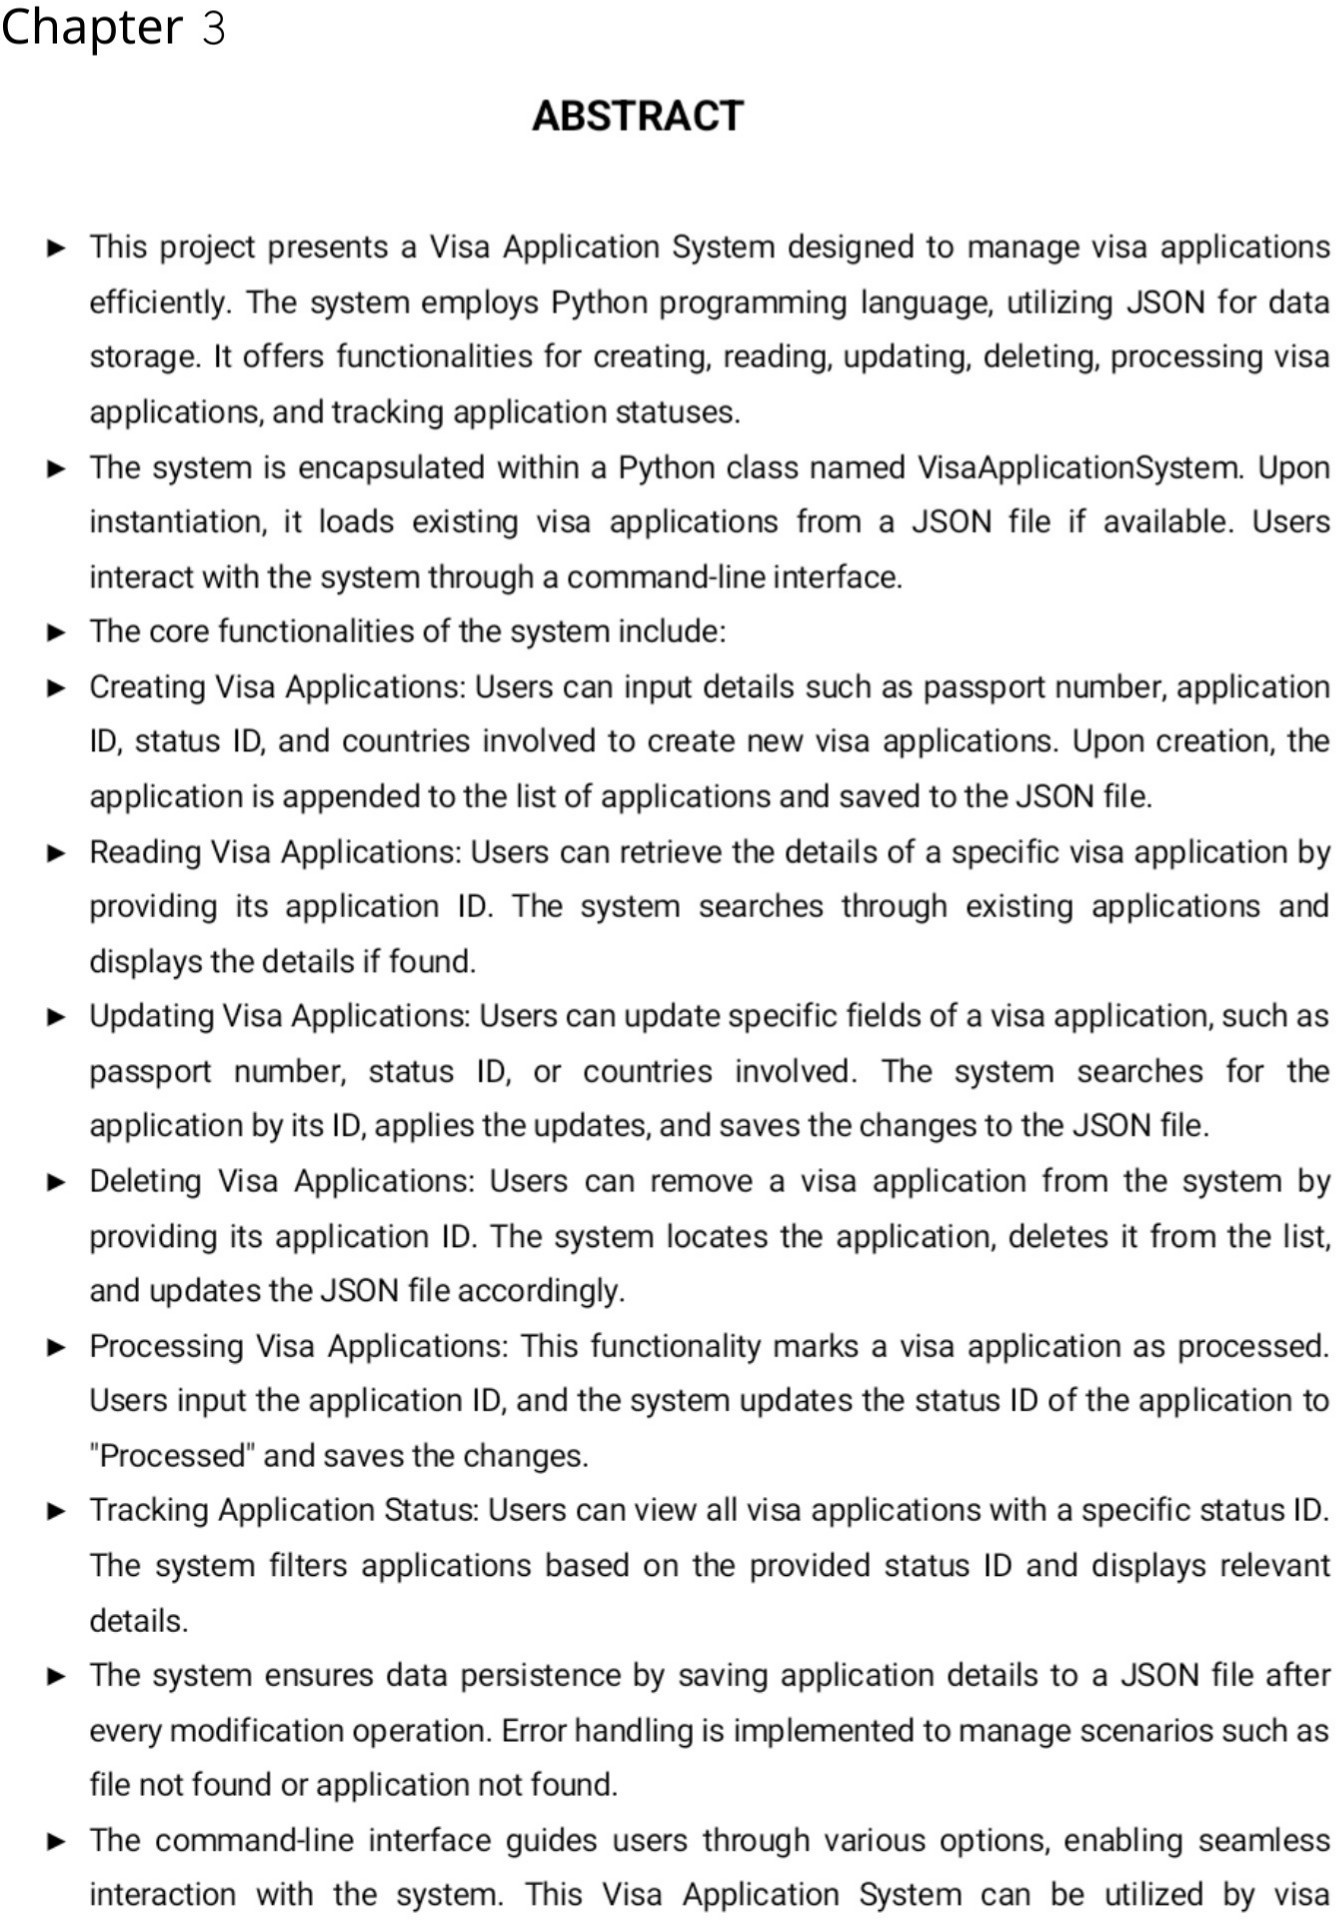 Chapter 3
ABSTRACT
► This project presents a Visa Application System designed to manage visa applications
efficiently. The system employs Python programming language, utilizing JSON for data
storage. It offers functionalities for creating, reading, updating, deleting, processing visa
applications, and tracking application statuses.
► The system is encapsulated within a Python class named VisaApplicationSystem. Upon
instantiation, it loads existing visa applications from a JSON file if available. Users
interact with the system through a command-line interface.
► The core functionalities of the system include:
► Creating Visa Applications: Users can input details such as passport number, application
ID, status ID, and countries involved to create new visa applications. Upon creation, the
application is appended to the list of applications and saved to the JSON file.
► Reading Visa Applications: Users can retrieve the details of a specific visa application by
providing its application ID. The system searches through existing applications and
displays the details if found.
► Updating Visa Applications: Users can update specific fields of a visa application, such as
passport number, status ID, or countries involved. The system searches for the
application by its ID, applies the updates, and saves the changes to the JSON file.
► Deleting Visa Applications: Users can remove a visa application from the system by
providing its application ID. The system locates the application, deletes it from the list,
and updates the JSON file accordingly.
► Processing Visa Applications: This functionality marks a visa application as processed.
Users input the application ID, and the system updates the status ID of the application to
"Processed" and saves the changes.
► Tracking Application Status: Users can view all visa applications with a specific status ID.
The system filters applications based on the provided status ID and displays relevant
details.
► The system ensures data persistence by saving application details to a JSON file after
every modification operation. Error handling is implemented to manage scenarios such as
file not found or application not found.
► The command-line interface guides users through various options, enabling seamless
interaction with the system. This Visa Application System can be utilized by visa